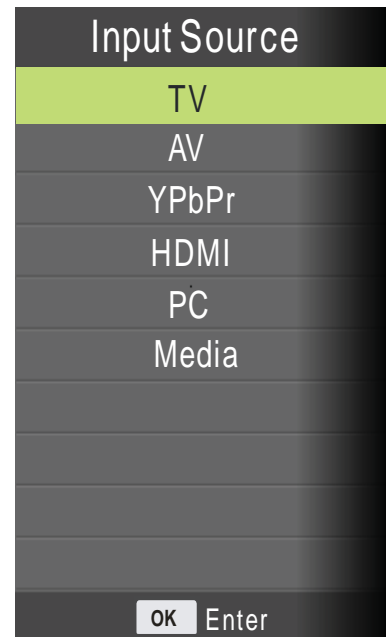 Input Source
TV
AV
YPbPr
HDMI
PC
Media
OK Enter